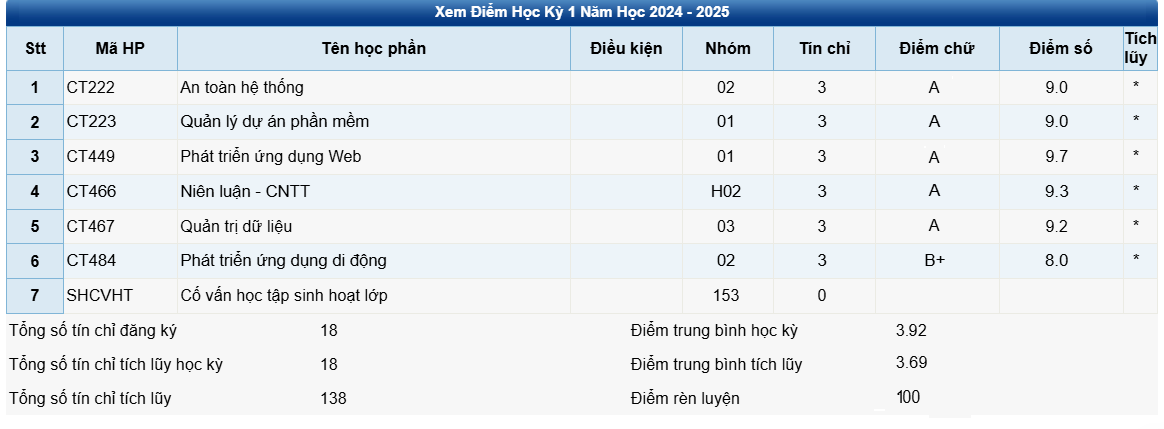 Xem Điểm Học Kỳ 1 Năm Học 2024 - 2025
Stt Mã HP Tên học phần Điều kiện Nhóm Tín chỉ Điểm chữ Điểm số Tích lũy
1 CT222 An toàn hệ thống 02 3 A 9.0 *
2 CT223 Quản lý dự án phần mềm 01 3 A 9.0 *
3 CT449 Phát triển ứng dụng Web 01 3 A 9.7 *
4 CT466 Niên luận - CNTT H02 3 A 9.3 *
5 CT467 Quản trị dữ liệu 03 3 A 9.2 *
6 CT484 Phát triển ứng dụng di động 02 3 B+ 8.0 *
7 SHCVHT Cố vấn học tập sinh hoạt lớp 153 0
Tổng số tín chỉ đăng ký 18 Điểm trung bình học kỳ 3.92
Tổng số tín chỉ tích lũy học kỳ 18 Điểm trung bình tích lũy 3.69
Tổng số tín chỉ tích lũy 138 Điểm rèn luyện 100